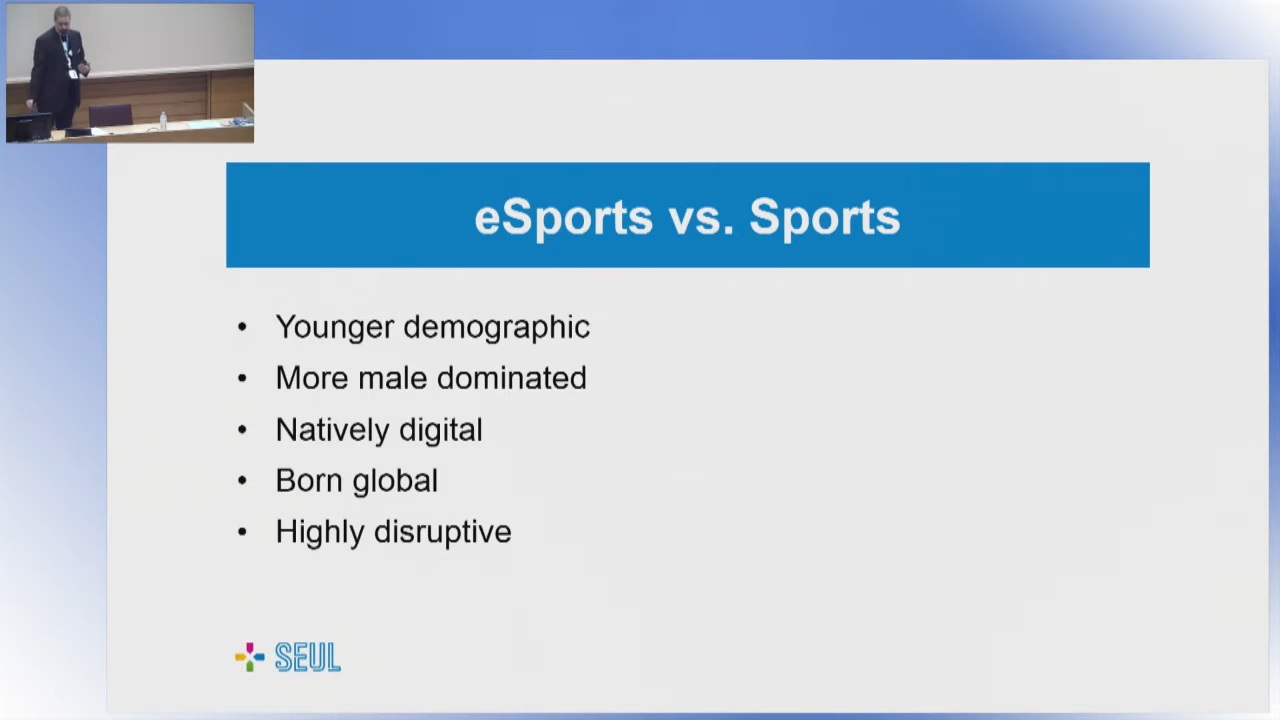 eSports vs. Sports
• Younger demographic
• More male dominated
• Natively digital
• Born global
• Highly disruptive
SEUL